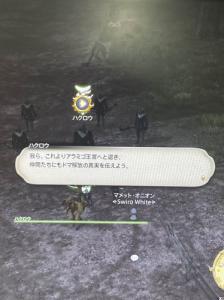 ハクロウ
ハクロウ
我ら、これよりアラミゴ王宮へと赴き、
仲間たちにもドマ解放の真実を伝えよう。
マメット・オニオン
«Swiro White»
ハクロウ